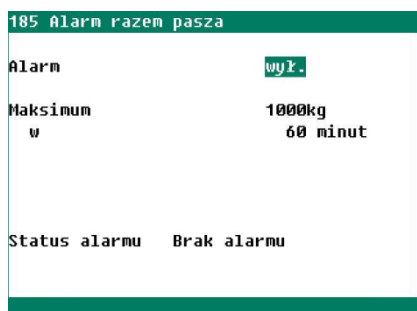 185 Alarm razem pasza
Alarm wył.
Maksimum 1000kg
w 60 minut
Status alarmu Brak alarmu